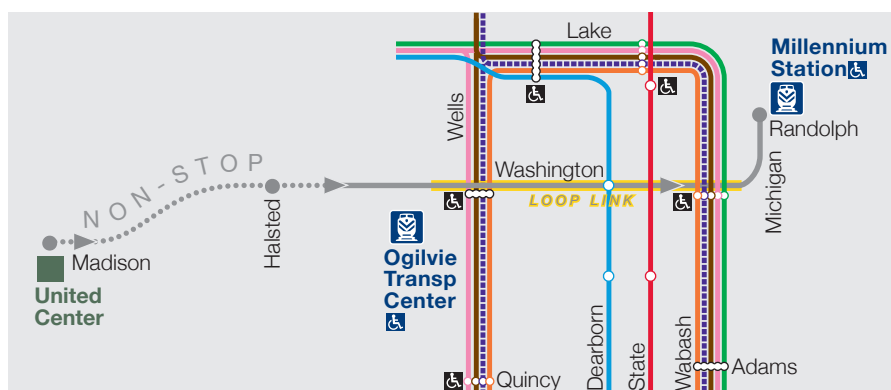 Lake
Millennium
Station
Randolph
Wells
Washington
LOOP LINK
Michigan
NON-STOP
Halsted
Madison
United
Center
Ogilvie
Transp
Center
Quincy
Dearborn
State
Wabash
Adams